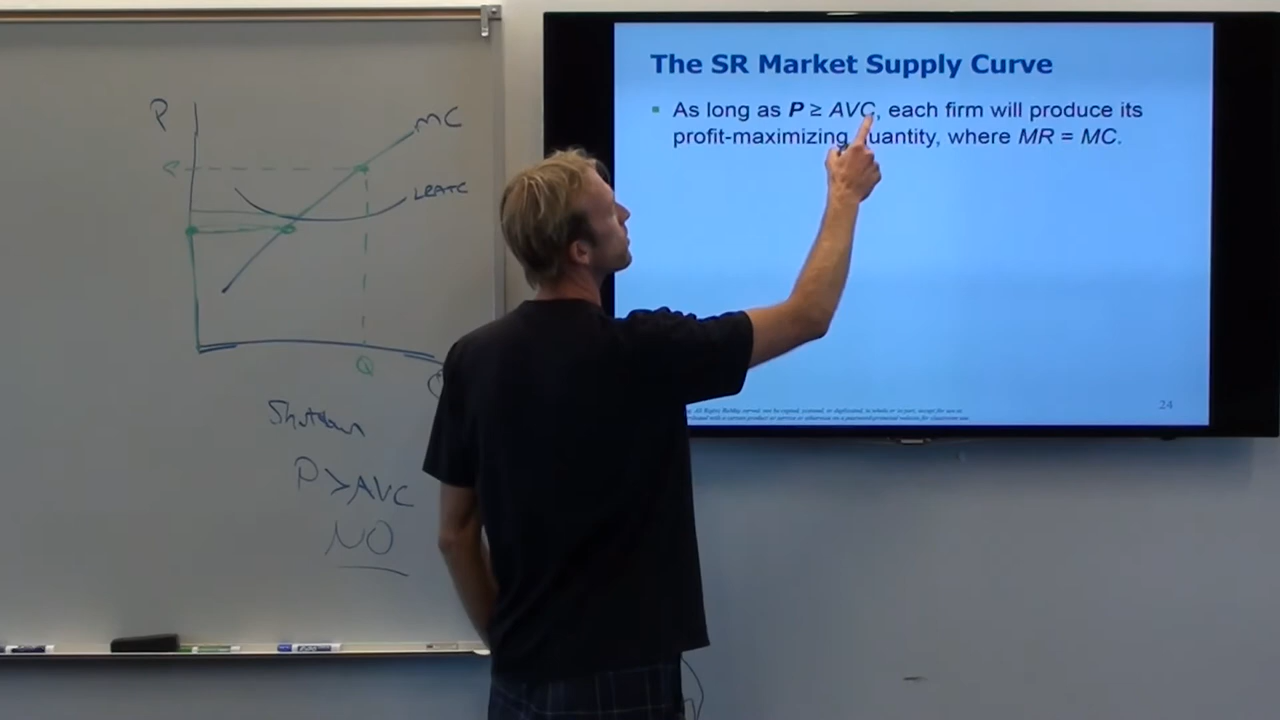 P
MC
LRATC
Q
Shutdown
P>AVC
NO
The SR Market Supply Curve
As long as P ≥ AVC, each firm will produce its
profit-maximizing quantity, where MR = MC.
24